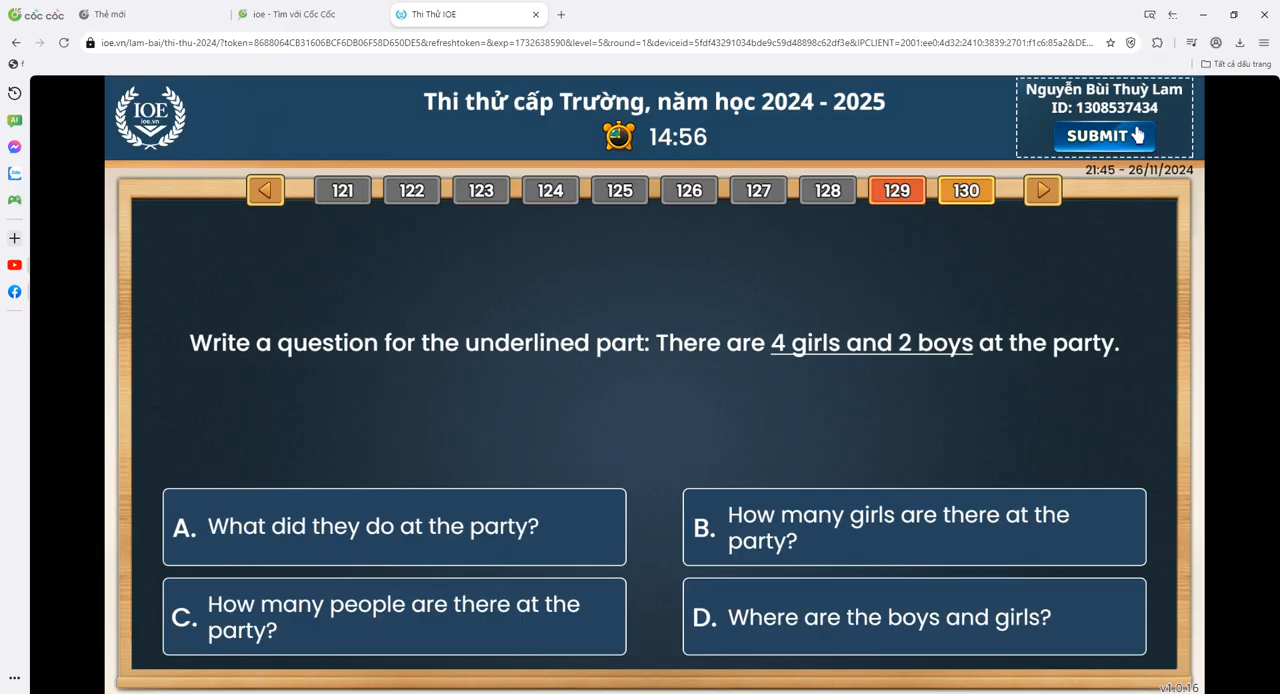 cốc cốc
Thẻ mới
ioe - Tìm với Cốc Cốc
Thi Thử IOE
ioe.vn/lam-bai/thi-thu-2024/?token=8688064CB31606BCF6DB06F58D650DE5&refreshtoken=&exp=1732638590&level=5&round=1&deviceid=5fdf43291034bde9c59d48898c62df3e&IPCLIENT=2001:ee0:4d32:2410:3839:2701:f1c6:85a2&DE...
f
Tất cả dấu trang
AI
Zalo
IOE
ioe.vn
Thi thử cấp Trường, năm học 2024 - 2025
14:56
Nguyễn Bùi Thuỳ Lam
ID: 1308537434
SUBMIT
21:45 - 26/11/2024
121 122 123 124 125 126 127 128 129 130
Write a question for the underlined part: There are 4 girls and 2 boys at the party.
A. What did they do at the party?
B. How many girls are there at the
party?
C. How many people are there at the
party?
D. Where are the boys and girls?
v1.0.16